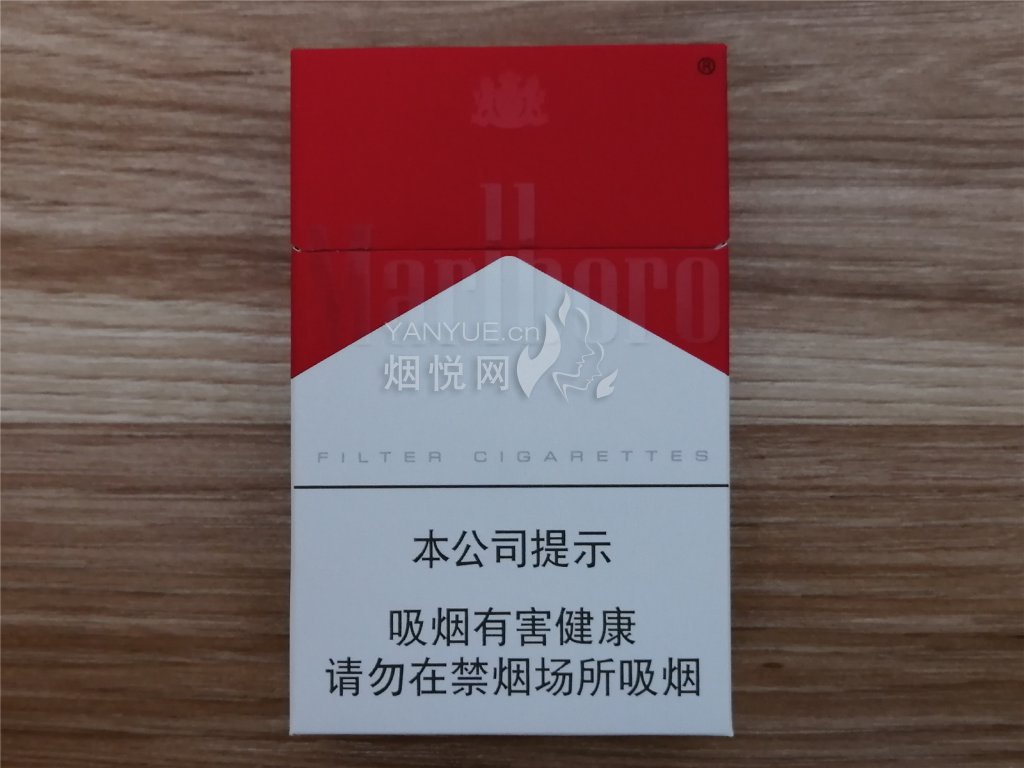 ®
Marlboro
YANYUE.cn
烟悦网
FILTER CIGARETTES
本公司提示
吸烟有害健康
请勿在禁烟场所吸烟